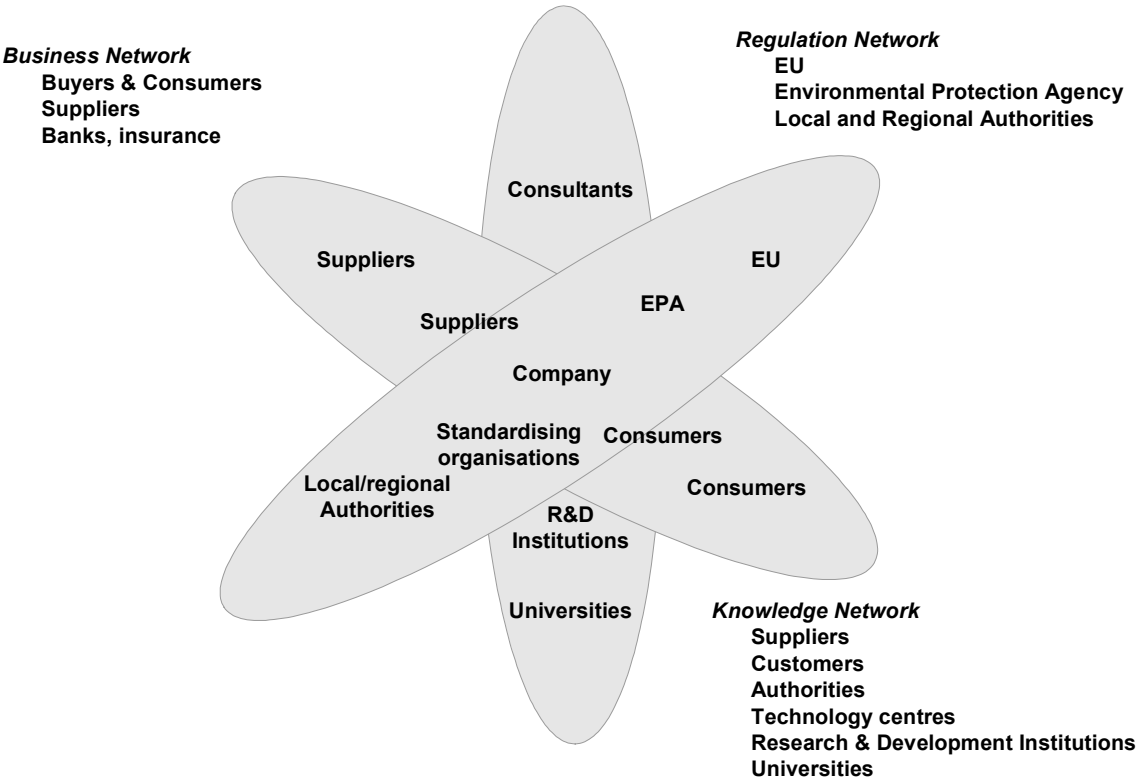 Business Network
Buyers & Consumers
Suppliers
Banks, insurance
Regulation Network
EU
Environmental Protection Agency
Local and Regional Authorities
Consultants
Suppliers
EU
EPA
Suppliers
Company
Standardising
organisations
Consumers
Local/regional
Authorities
Consumers
R&D
Institutions
Universities
Knowledge Network
Suppliers
Customers
Authorities
Technology centres
Research & Development Institutions
Universities